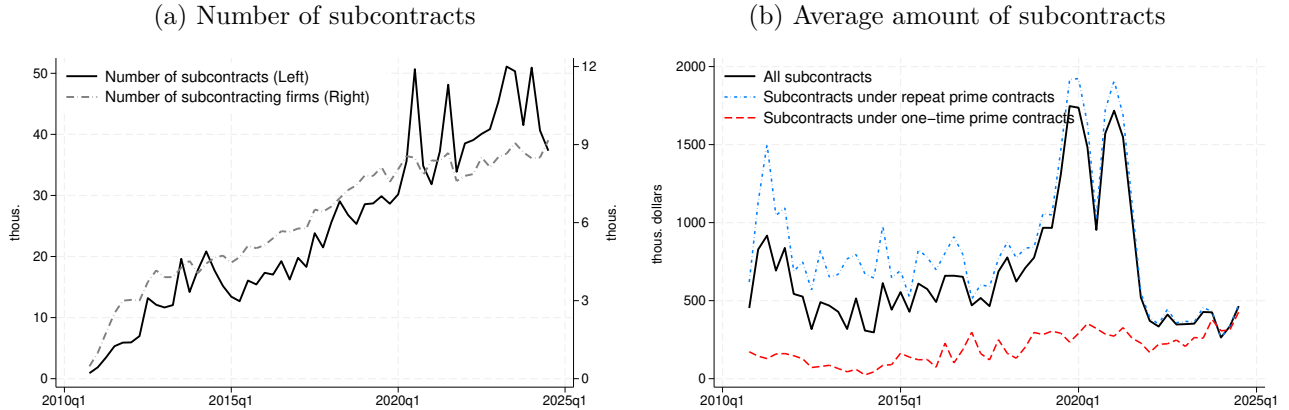 (a) Number of subcontracts
Number of subcontracts (Left)
Number of subcontracting firms (Right)
50
40
30
20
10
0
thous.
12
9
6
3
0
thous.
2010q1
2015q1
2020q1
2025q1
(b) Average amount of subcontracts
All subcontracts
Subcontracts under repeat prime contracts
Subcontracts under one−time prime contracts
2000
1500
1000
500
0
thous. dollars
2010q1
2015q1
2020q1
2025q1